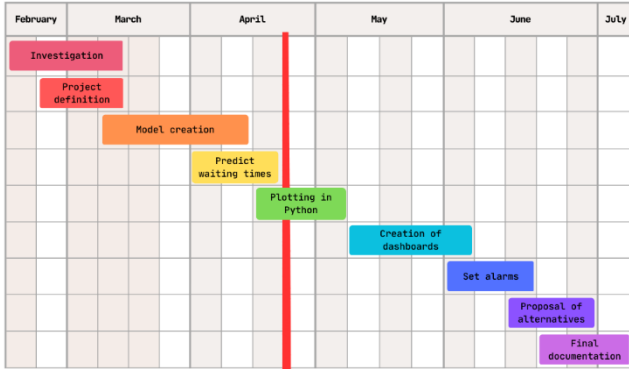 February March April May June July
Investigation
Project
definition
Model creation
Predict
waiting times
Plotting in
Python
Creation of
dashboards
Set alarms
Proposal of
alternatives
Final
documentation